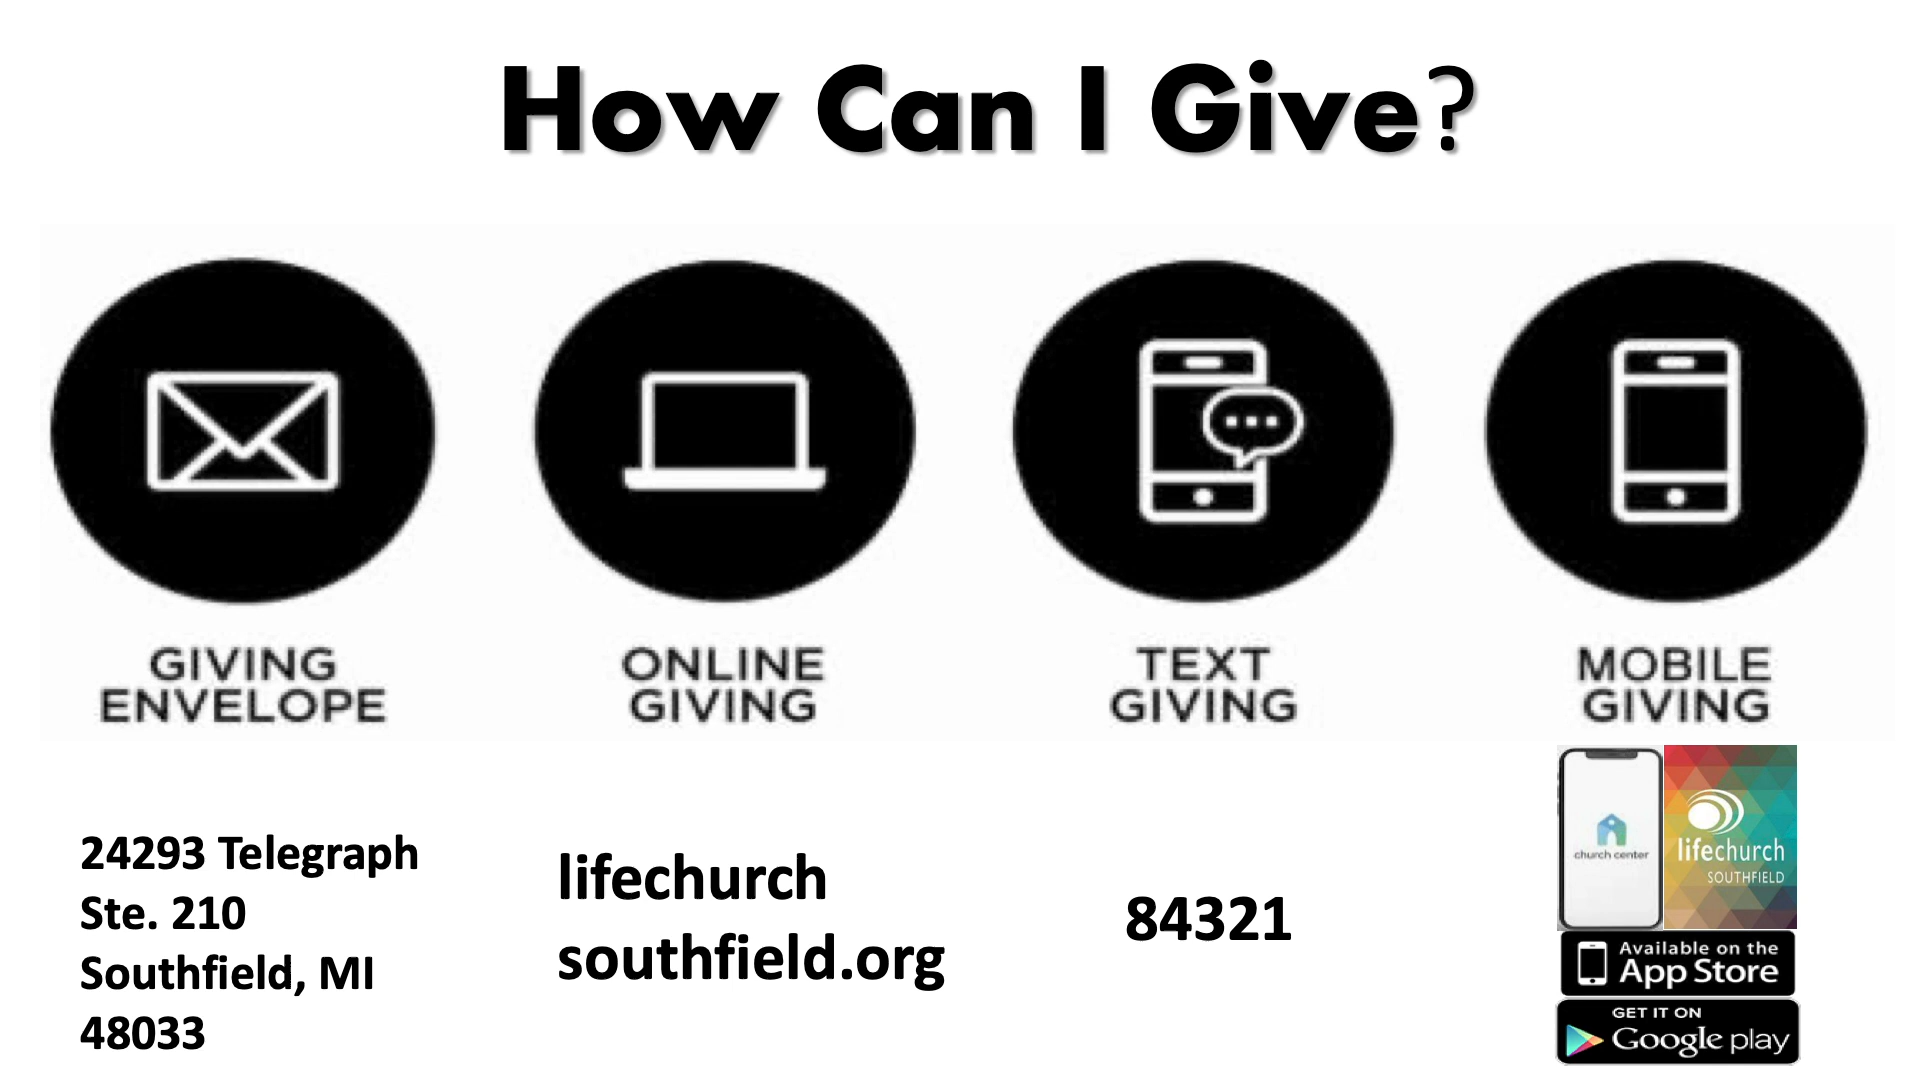 How Can I Give?
GIVING
ENVELOPE
ONLINE
GIVING
TEXT
GIVING
MOBILE
GIVING
24293 Telegraph
Ste. 210
Southfield, MI
48033
lifechurch
southfield.org
84321
church center
lifechurch
SOUTHFIELD
Available on the
App Store
GET IT ON
Google play